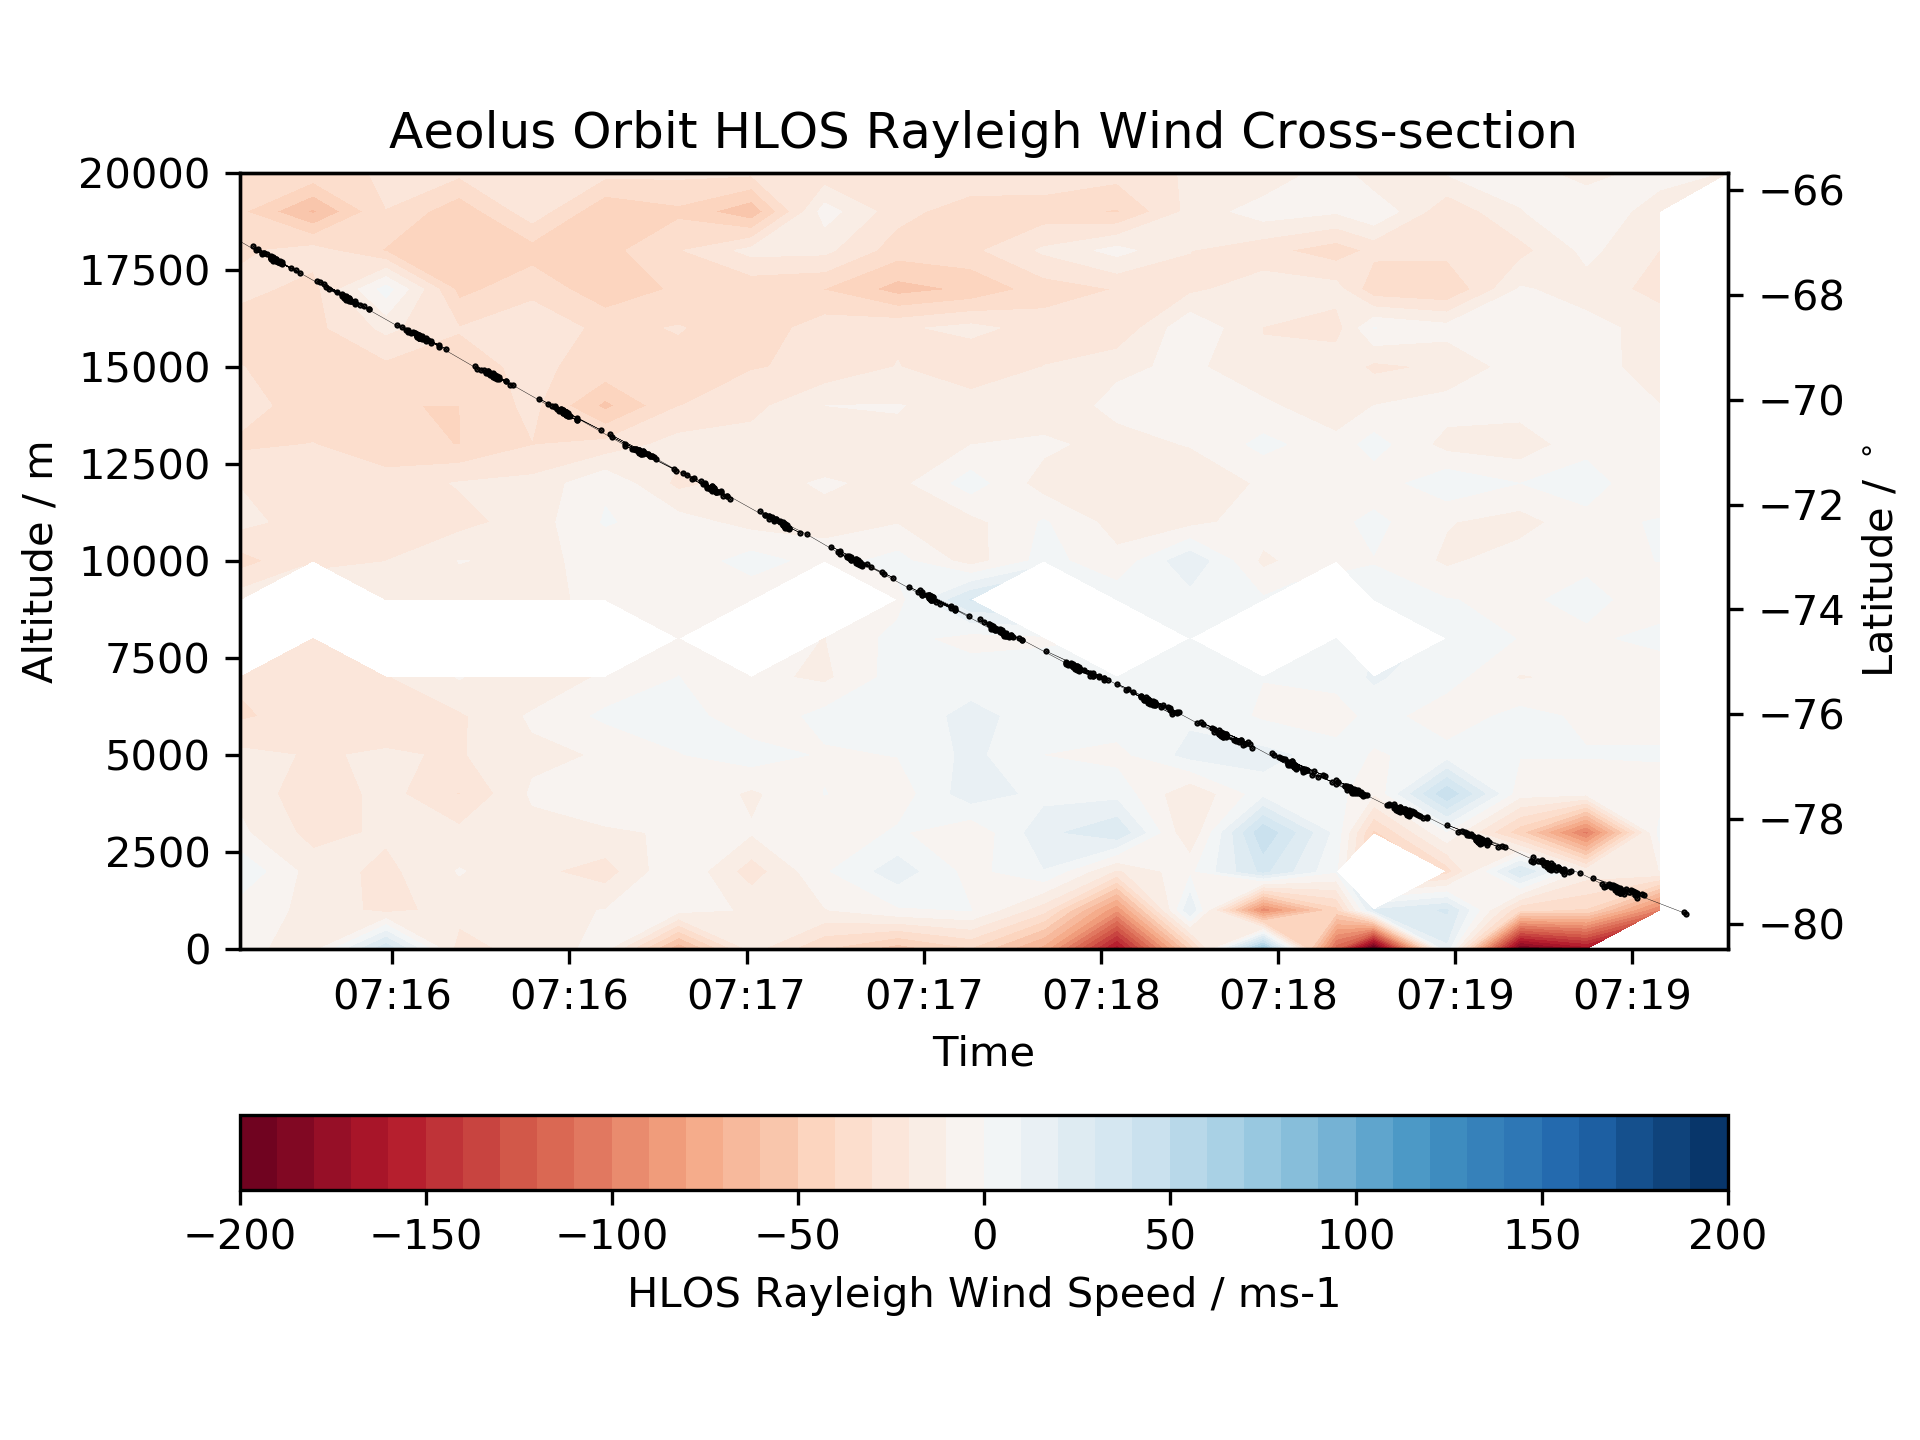 Aeolus Orbit HLOS Rayleigh Wind Cross-section
20000
17500
15000
12500
10000
7500
5000
2500
0
Altitude / m
−66
−68
−70
−72
−74
−76
−78
−80
Latitude / °
07:16 07:16 07:17 07:17 07:18 07:18 07:19 07:19
Time
−200 −150 −100 −50 0 50 100 150 200
HLOS Rayleigh Wind Speed / ms-1